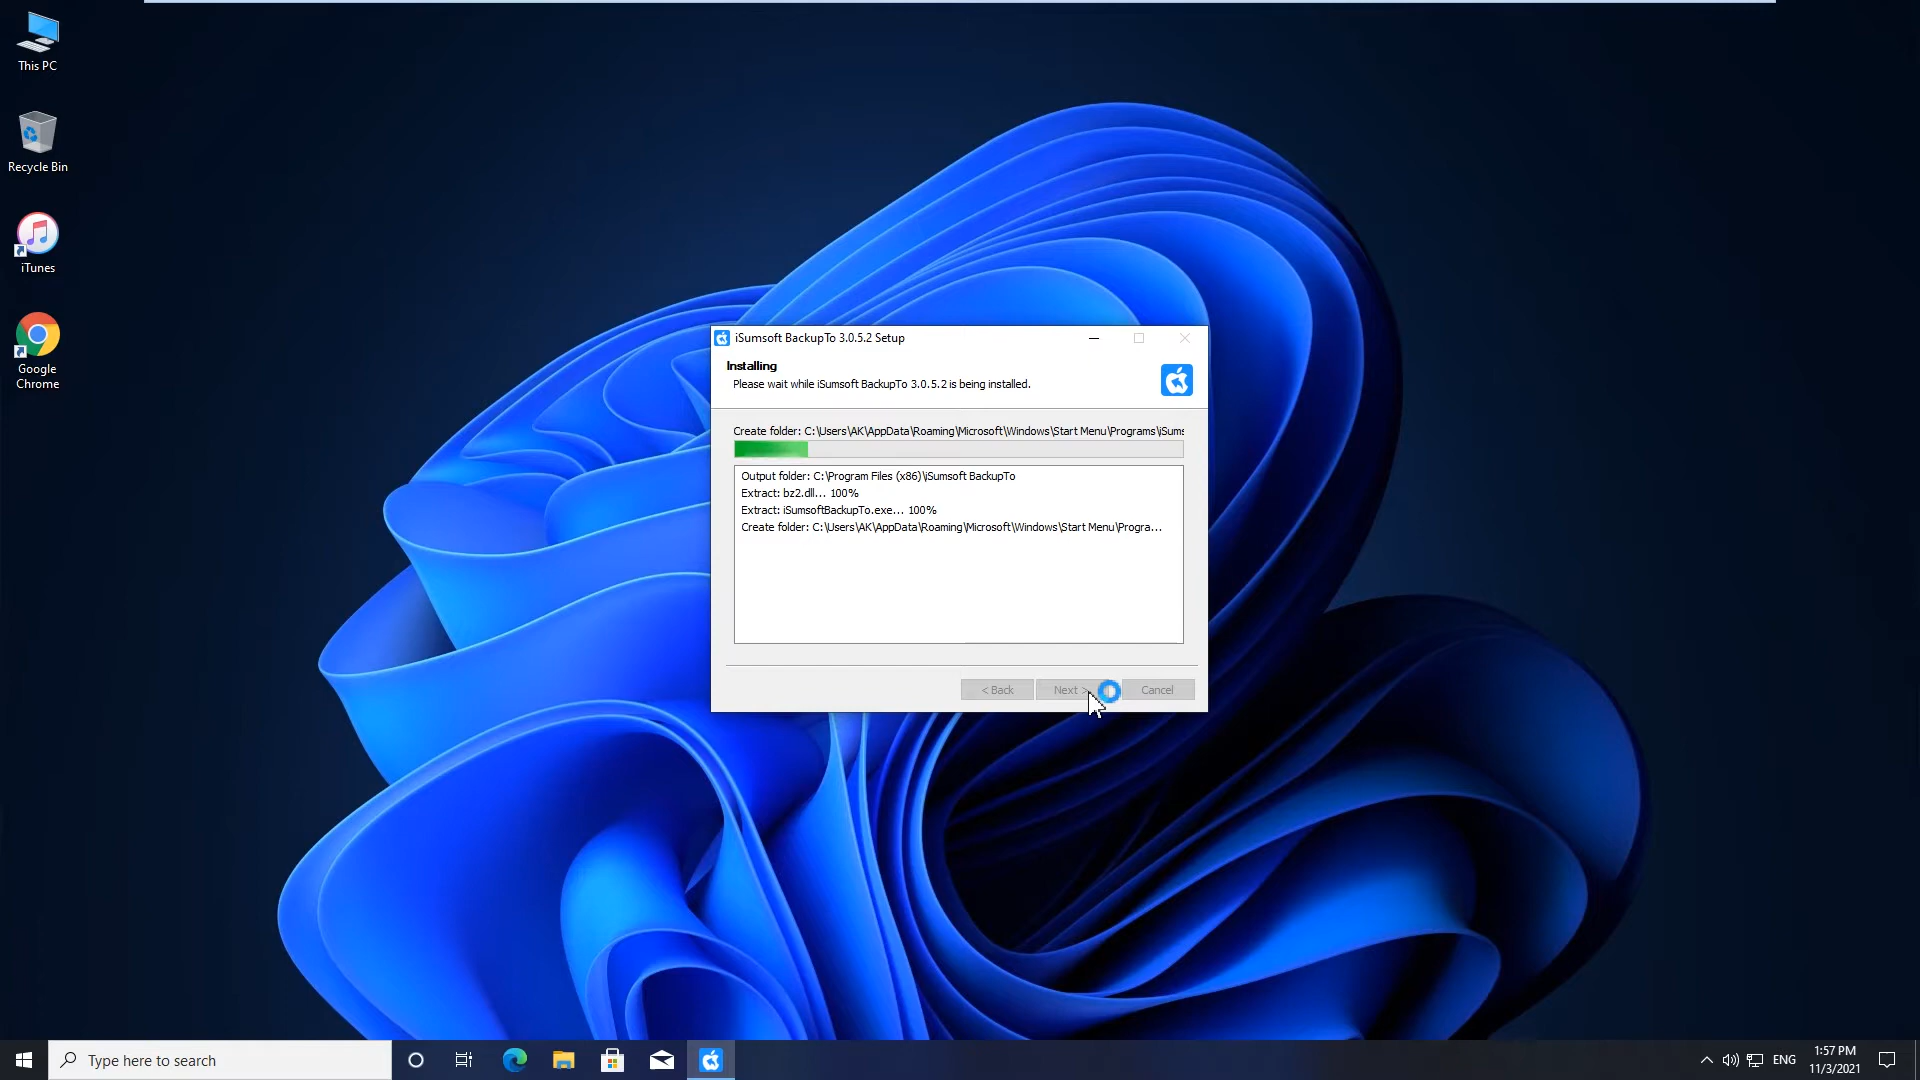 This PC
Recycle Bin
iTunes
Google
Chrome
iSumsoft BackupTo 3.0.5.2 Setup
Installing
Please wait while iSumsoft BackupTo 3.0.5.2 is being installed.
Create folder: C:\Users\AK\AppData\Roaming\Microsoft\Windows\Start Menu\Programs\iSums
Output folder: C:\Program Files (x86)\iSumsoft BackupTo
Extract: bz2.dll... 100%
Extract: iSumsoftBackupTo.exe... 100%
Create folder: C:\Users\AK\AppData\Roaming\Microsoft\Windows\Start Menu\Progra...
< Back
Next >
Cancel
Type here to search
ENG
1:57 PM
11/3/2021